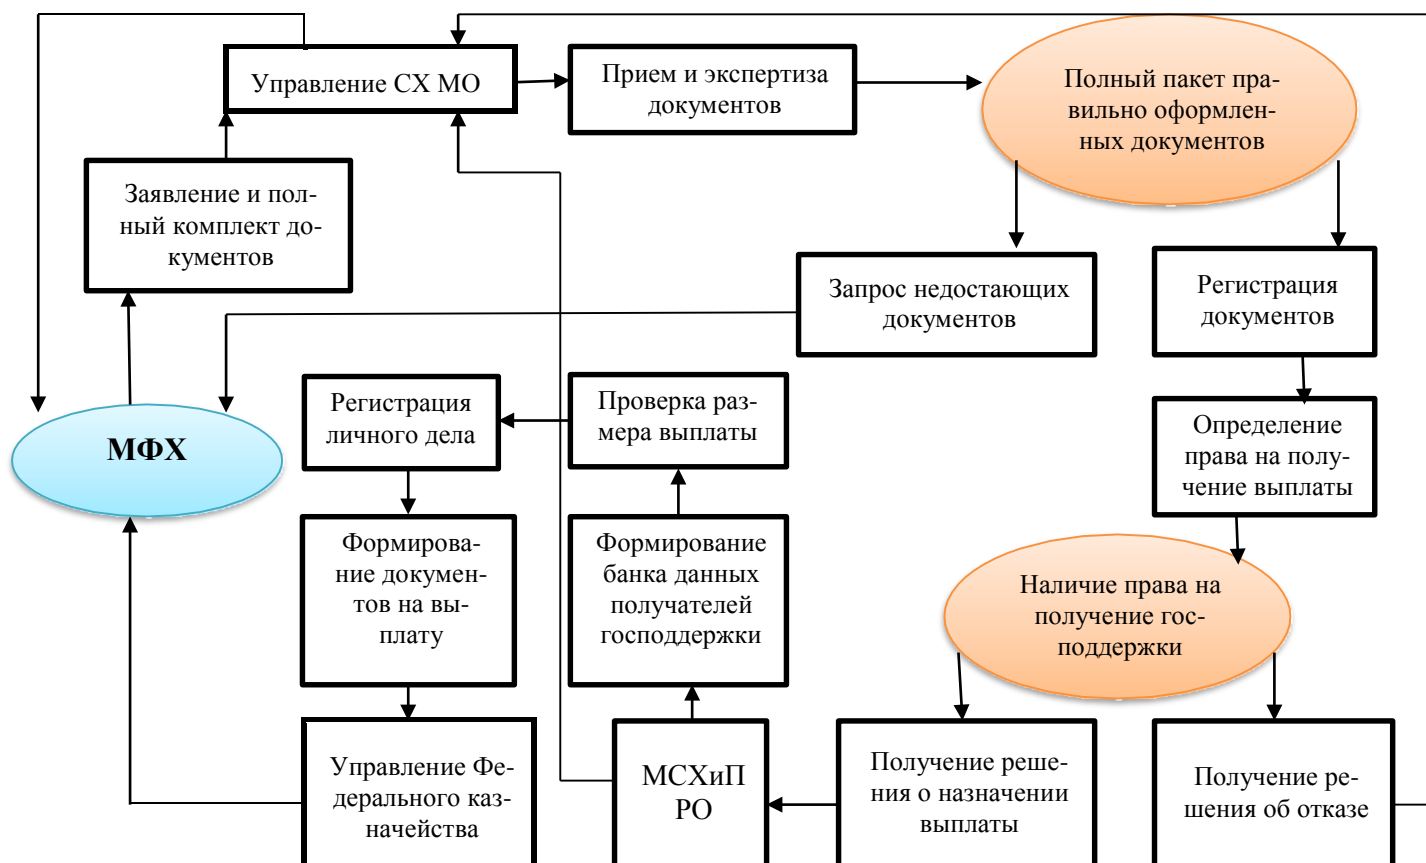 Управление СХ МО
Прием и экспертиза
документов
Полный пакет пра-
вильно оформлен-
ных документов
Заявление и пол-
ный комплект до-
кументов
Запрос недостающих
документов
Регистрация
документов
МФХ
Регистрация
личного дела
Проверка раз-
мера выплаты
Определение
права на полу-
чение выплаты
Формирова-
ние докумен-
тов на вы-
плату
Формирование
банка данных
получателей
господдержки
Наличие права на
получение гос-
поддержки
Управление Фе-
дерального каз-
начейства
МСХиП
РО
Получение реше-
ния о назначении
выплаты
Получение ре-
шения об отказе